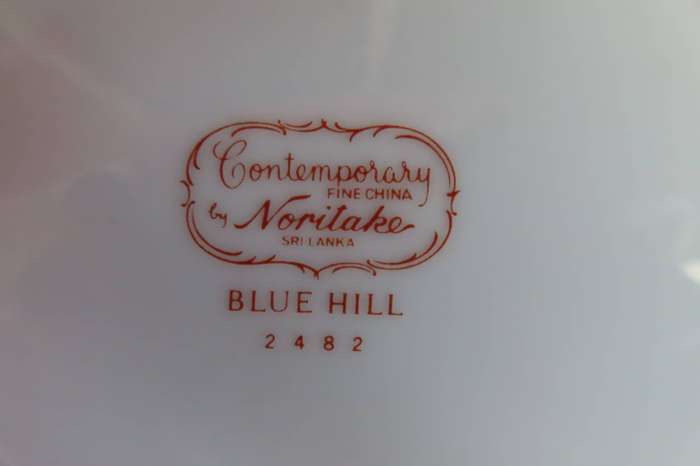 Contemporary
FINE CHINA
by Noritake
SRI LANKA
BLUE HILL
2482